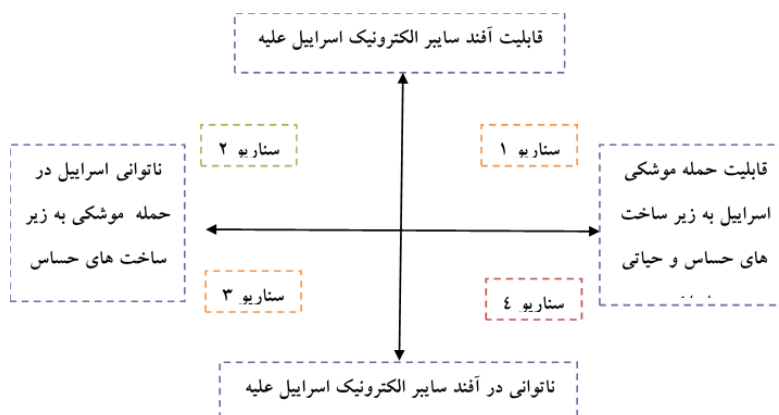 قابلیت آفند سایبر الکترونیک اسراییل علیه
سناریو ۱
سناریو ۲
قابلیت حمله موشکی
اسراییل به زیر ساخت
های حساس و حیاتی
ناتوانی اسراییل در
حمله موشکی به زیر
ساخت های حساس
سناریو ۳
سناریو ۴
ناتوانی در آفند سایبر الکترونیک اسراییل علیه